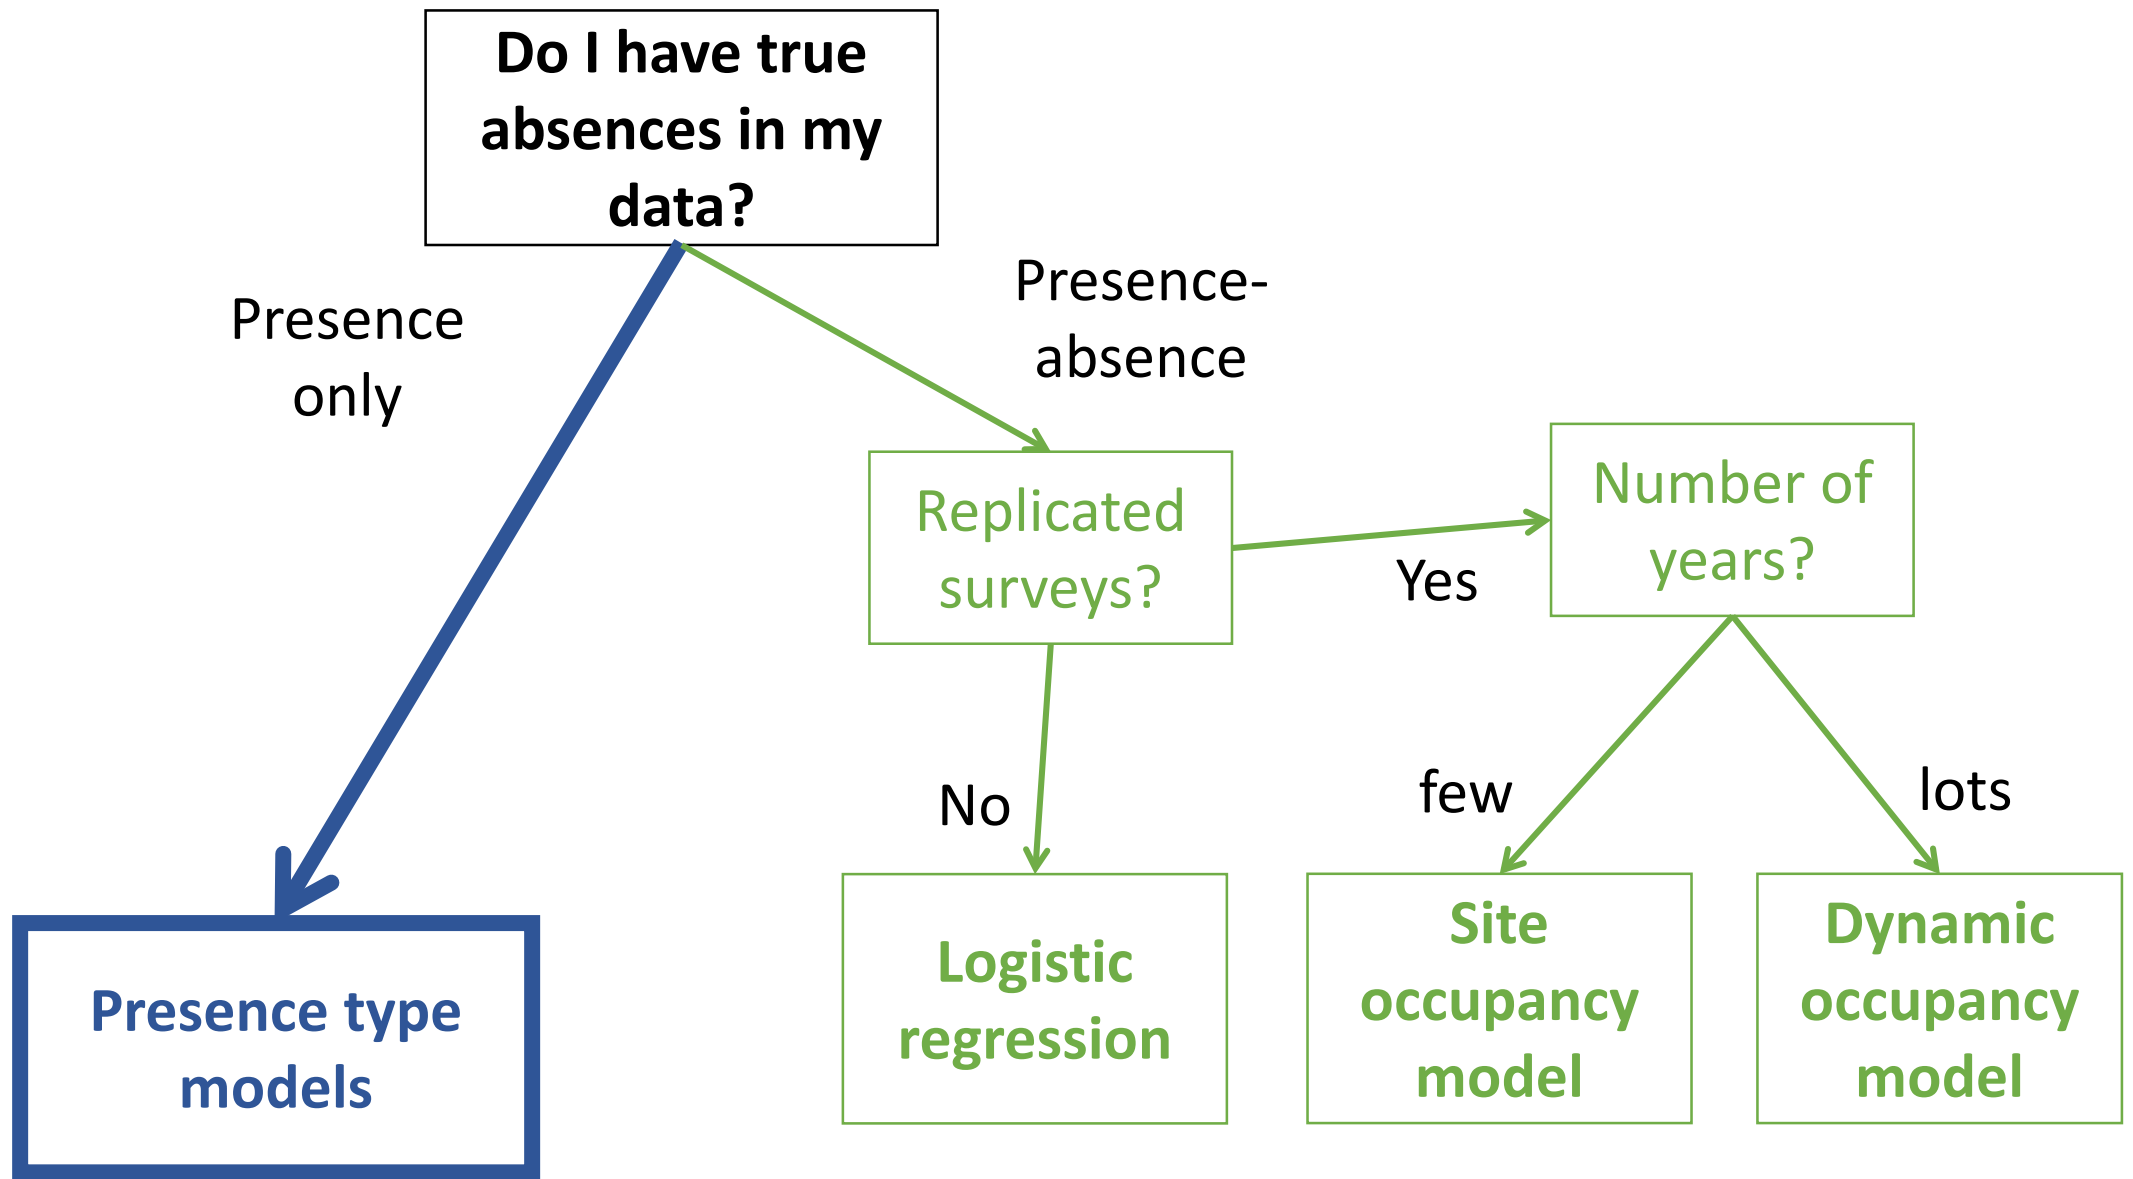 Do I have true
absences in my
data?
Presence
only
Presence-
absence
Replicated
surveys?
Yes
Number of
years?
No
few
lots
Presence type
models
Logistic
regression
Site
occupancy
model
Dynamic
occupancy
model